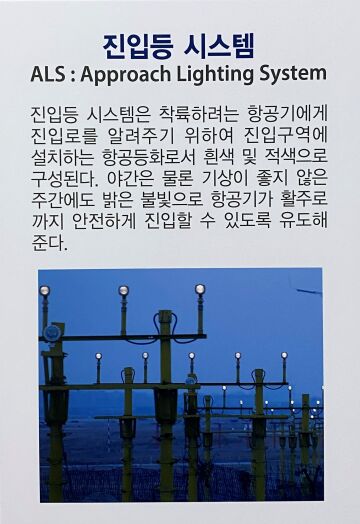 진입등 시스템
ALS : Approach Lighting System
진입등 시스템은 착륙하려는 항공기에게
진입로를 알려주기 위하여 진입구역에
설치하는 항공등화로서 흰색 및 적색으로
구성된다. 야간은 물론 기상이 좋지 않은
주간에도 밝은 불빛으로 항공기가 활주로
까지 안전하게 진입할 수 있도록 유도해
준다.